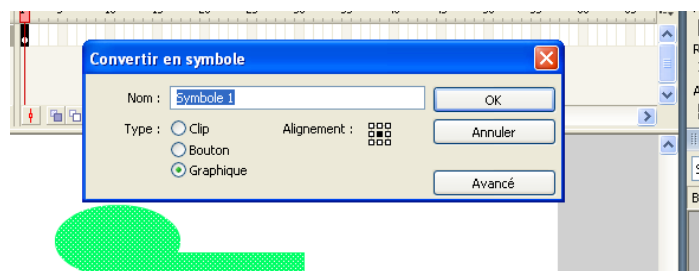 Convertir en symbole
Nom : Symbole 1
OK
Type : Clip
Alignement :
Annuler
Bouton
Graphique
Avancé